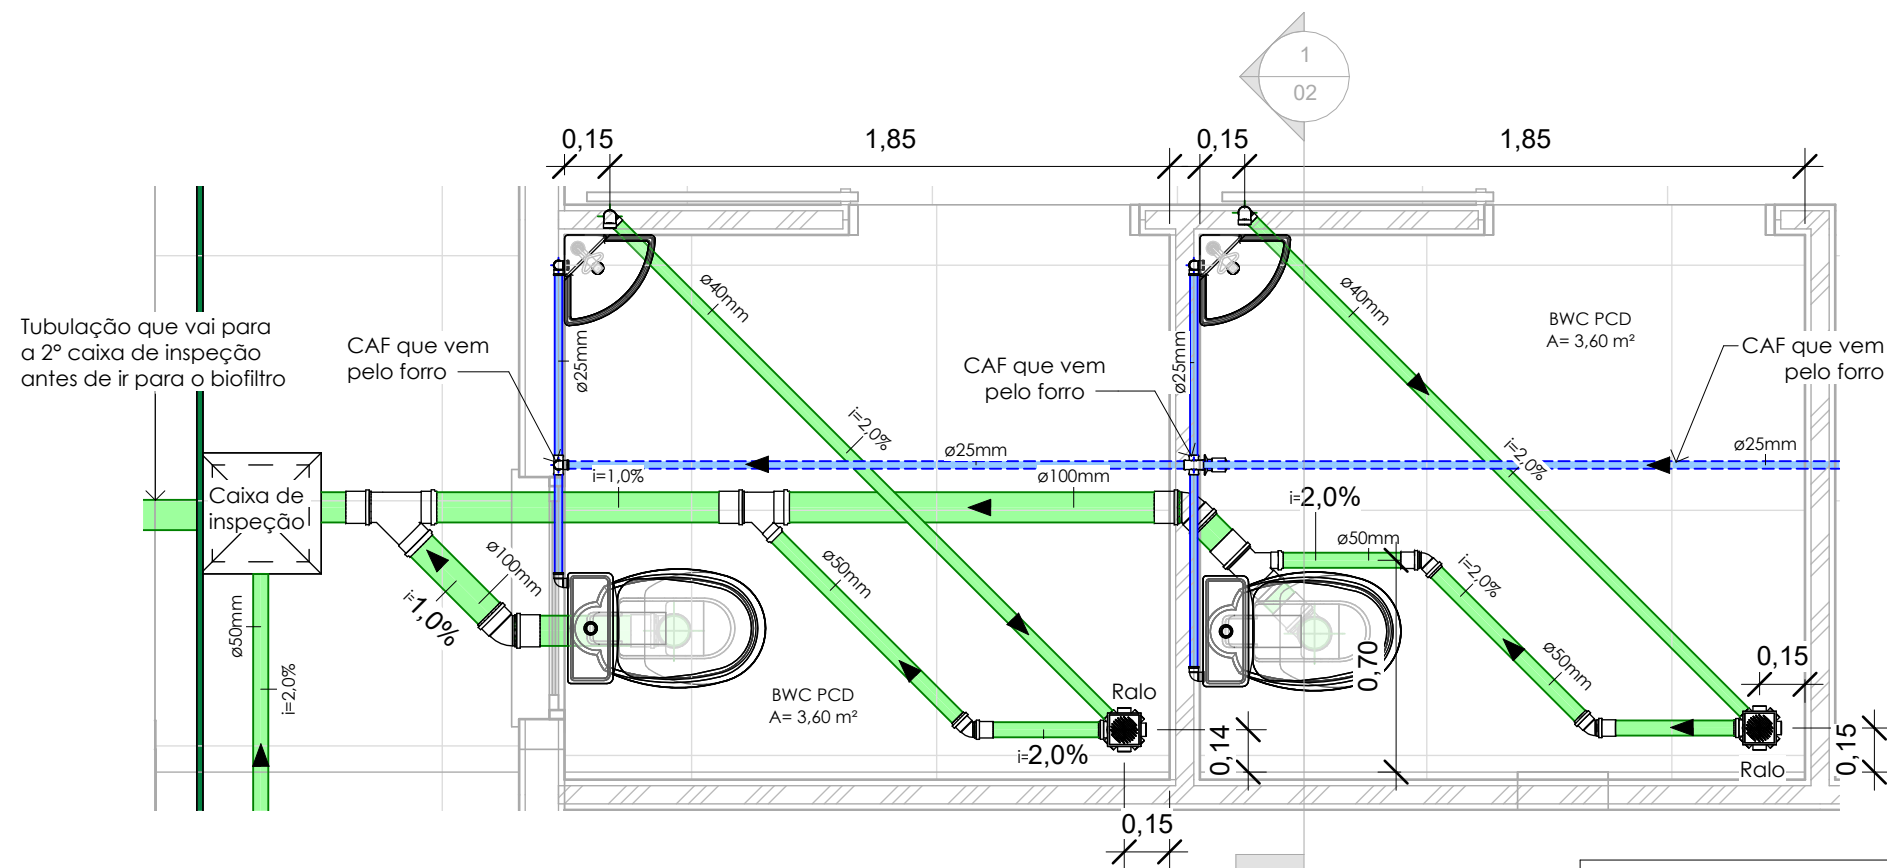 1
02
0,15
1,85
0,15
1,85
Tubulação que vai para
a 2° caixa de inspeção
antes de ir para o biofiltro
CAF que vem
pelo forro
ø25mm
ø40mm
i=2,0%
CAF que vem
pelo forro
ø25mm
ø40mm
BWC PCD
A= 3,60 m²
CAF que vem
pelo forro
i=2,0%
ø25mm
ø25mm
i=1,0%
ø100mm
i=2,0%
Caixa de
inspeção
ø50mm
i=2,0%
ø100mm
i=1,0%
ø50mm
ø50mm
i=2,0%
ø50mm
BWC PCD
A= 3,60 m²
Ralo
i=2,0%
0,70
0,14
0,15
0,15
Ralo
0,15